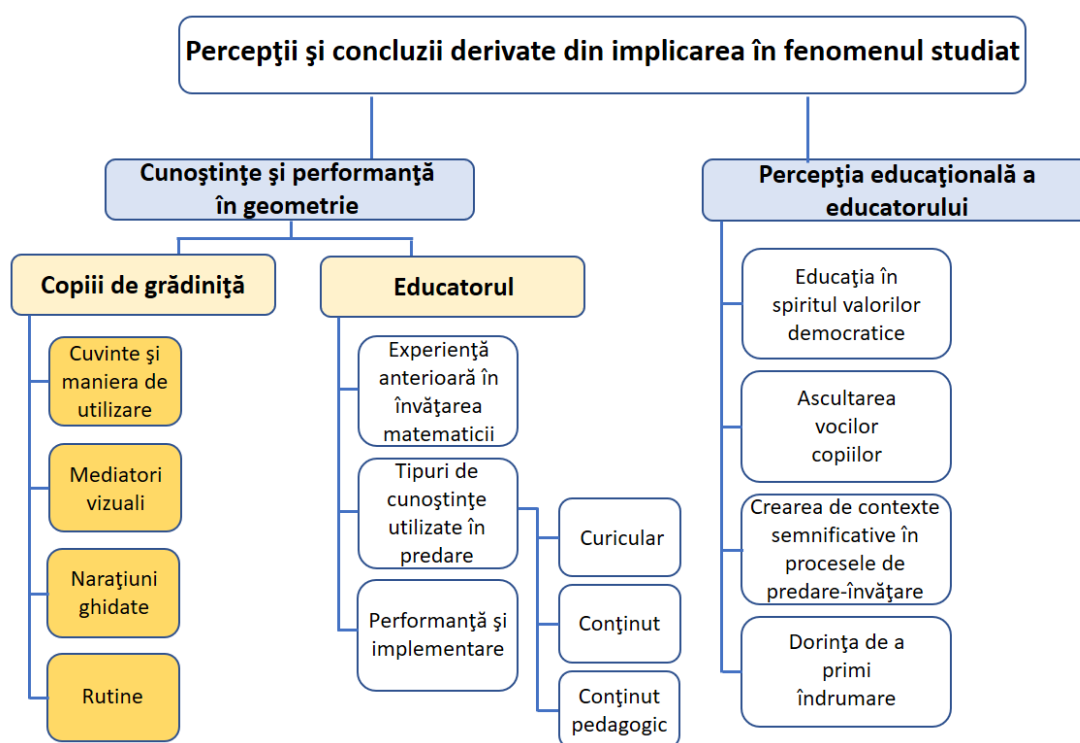 Percepţii şi concluzii derivate din implicarea în fenomenul studiat
Cunoştinţe şi performanţă
în geometrie
Percepţia educaţională a
educatorului
Copiii de grădiniţă
Educatorul
Cuvinte şi
maniera de
utilizare
Mediatori
vizuali
Naraţiuni
ghidate
Rutine
Experienţă
anterioară în
învăţarea
matematicii
Tipuri de
cunoştinţe
utilizate în
predare
Performanţă şi
implementare
Curicular
Conţinut
Conţinut
pedagogic
Educaţia în
spiritul valorilor
democratice
Ascultarea
vocilor
copiilor
Crearea de contexte
semnificative în
procesele de
predare-învăţare
Dorinţa de a
primi
îndrumare